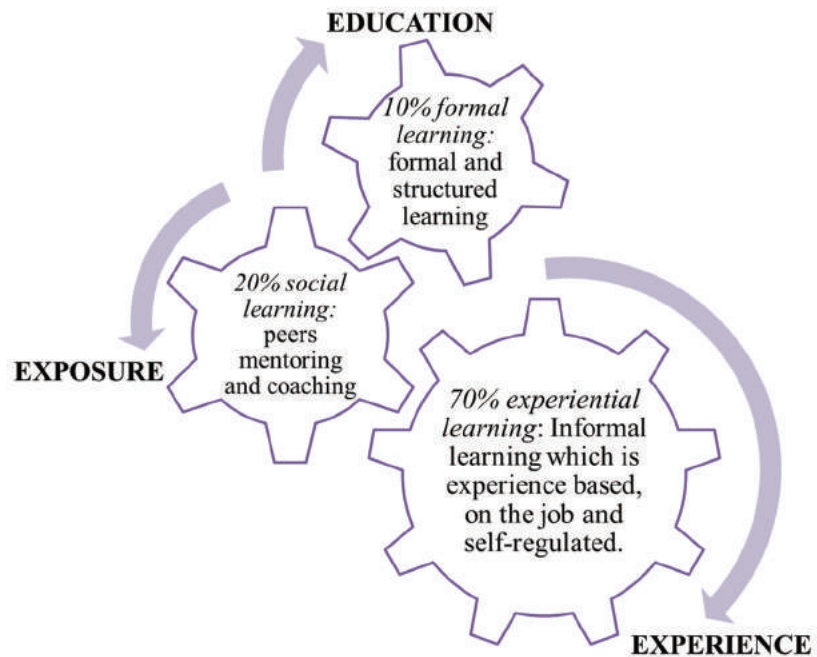 EDUCATION
10% formal
learning:
formal and
structured
learning
20% social
learning:
peers
mentoring
and coaching
EXPOSURE
70% experiential
learning: Informal
learning which is
experience based,
on the job and
self-regulated.
EXPERIENCE